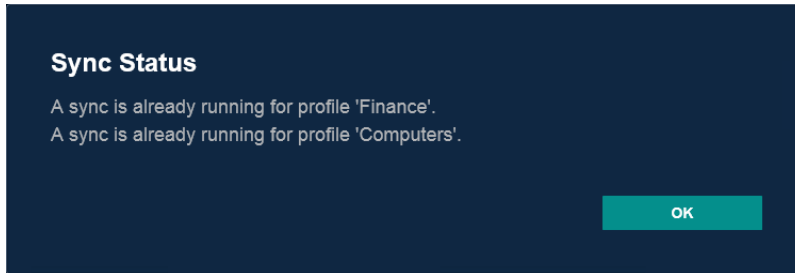 Sync Status
A sync is already running for profile 'Finance'.
A sync is already running for profile 'Computers'.
OK